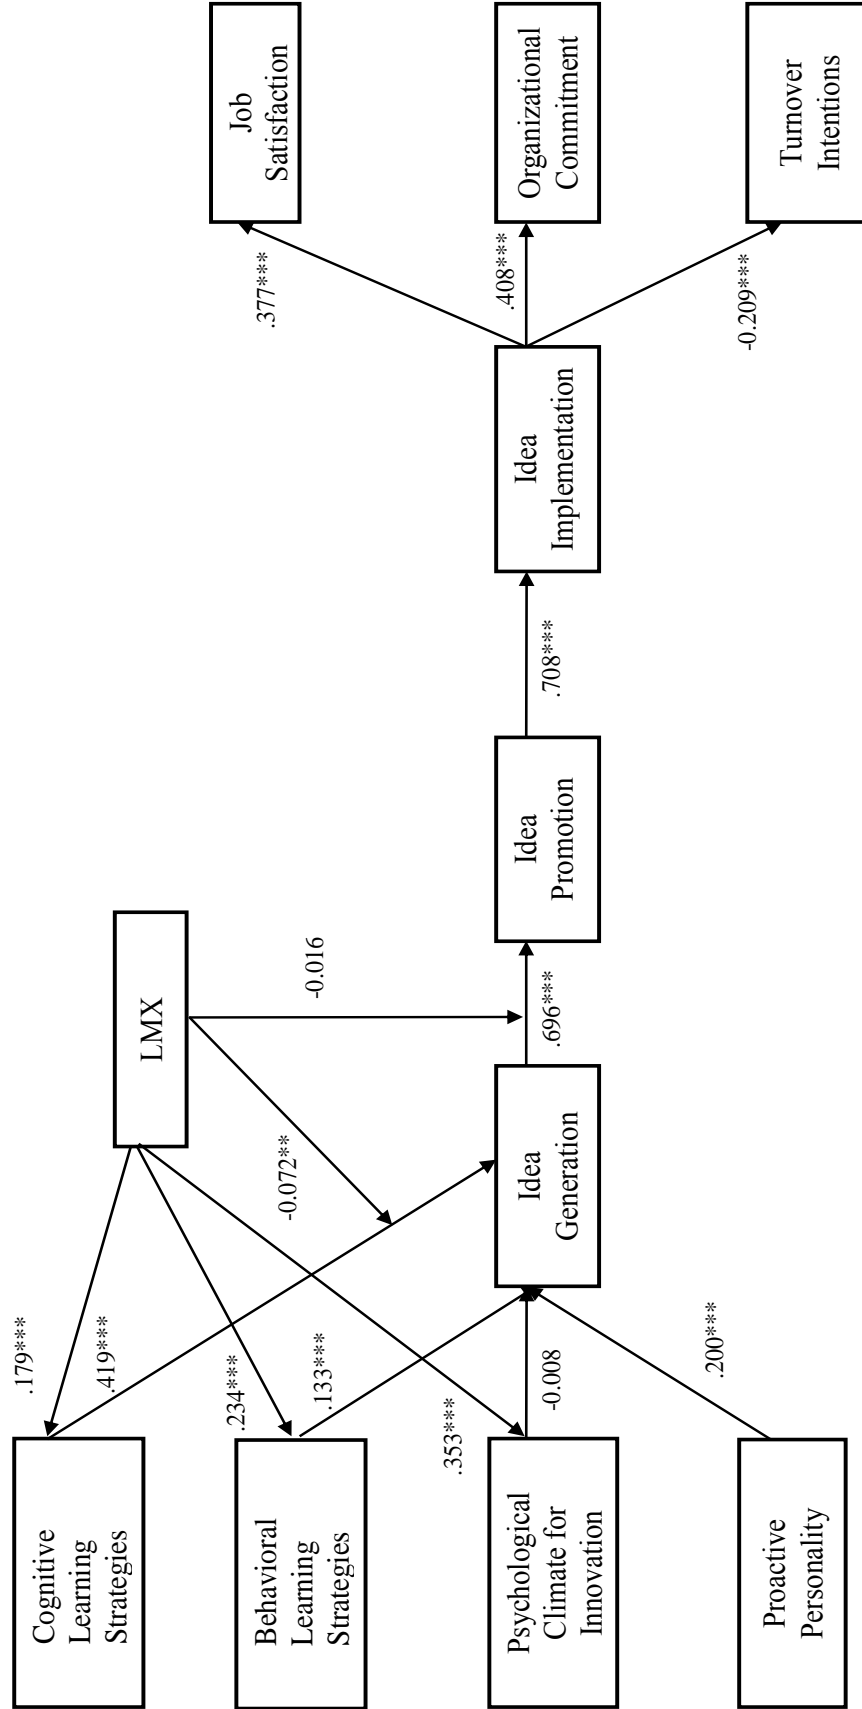 Cognitive
Learning
Strategies
Behavioral
Learning
Strategies
Psychological
Climate for
Innovation
Proactive
Personality
.179***
.419***
.234***
.133***
.353***
-0.008
.200***
LMX
-0.072**
-0.016
Idea
Generation
.696***
Idea
Promotion
.708***
Idea
Implementation
.377***
.408***
-0.209***
Job
Satisfaction
Organizational
Commitment
Turnover
Intentions